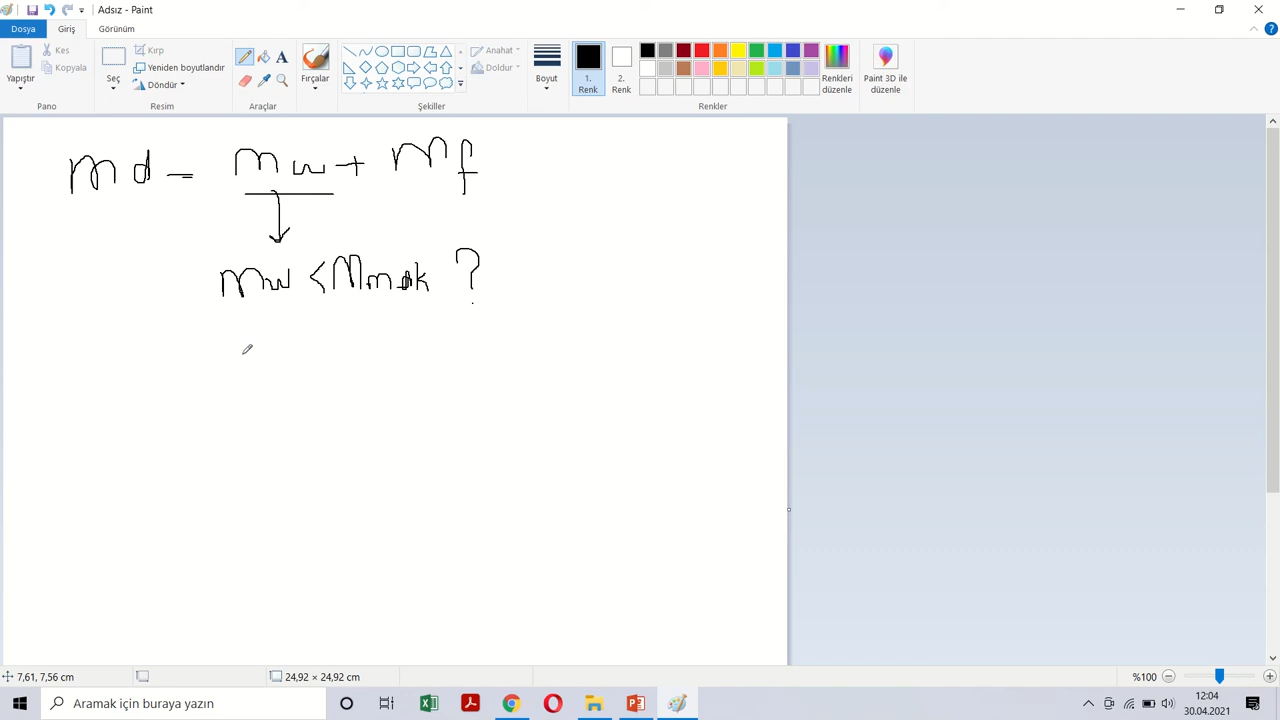 Adsız - Paint
Dosya Giriş Görünüm
Yapıştır Kes Kopyala Seç Kırp Yeniden boyutlandır Döndür Fırçalar Anahat Doldur Boyut 1. Renk 2. Renk Renkleri düzenle Paint 3D ile düzenle
Pano Resim Araçlar Şekiller Renkler
md = mw + Mf
mw < Mmak ?
7,61, 7,56 cm 24,92 × 24,92 cm %100
Aramak için buraya yazın 12:04
30.04.2021